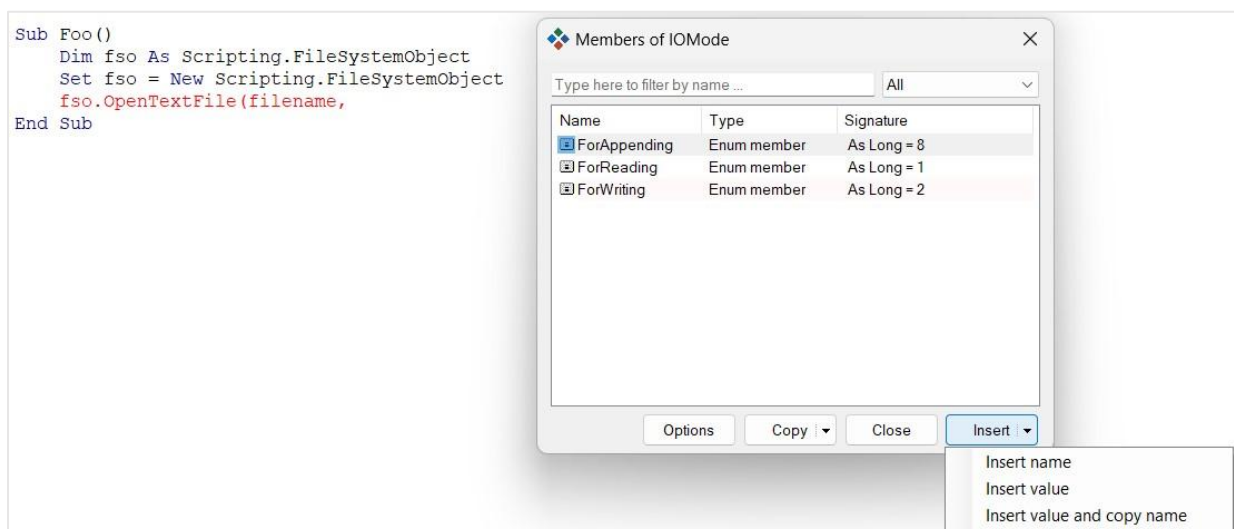 Sub Foo()
Dim fso As Scripting.FileSystemObject
Set fso = New Scripting.FileSystemObject
fso.OpenTextFile(filename,
End Sub
Members of IOMode
Type here to filter by name ... All
Name Type Signature
ForAppending Enum member As Long = 8
ForReading Enum member As Long = 1
ForWriting Enum member As Long = 2
Options Copy Close Insert
Insert name
Insert value
Insert value and copy name